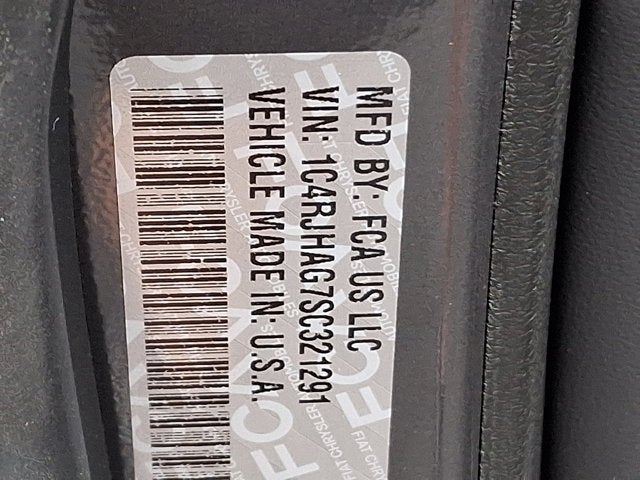 MFD BY: FCA US LLC
VIN: 1C4RJHAG7SC321291
VEHICLE MADE IN: U.S.A.